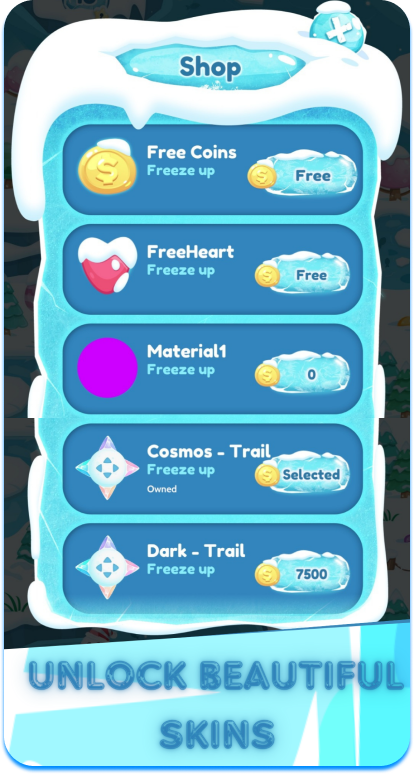 Shop
Free Coins
Freeze up
Free
FreeHeart
Freeze up
Free
Material1
Freeze up
0
Cosmos - Trail
Freeze up
Selected
Owned
Dark - Trail
Freeze up
7500
UNLOCK BEAUTIFUL
SKINS